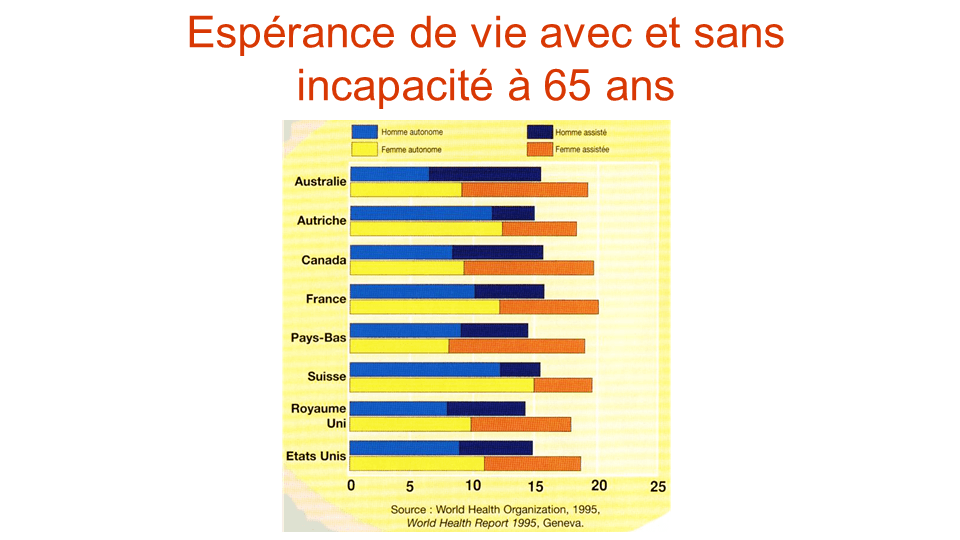 Espérance de vie avec et sans
incapacité à 65 ans
Homme autonome
Homme assisté
Femme autonome
Femme assistée
Australie
Autriche
Canada
France
Pays-Bas
Suisse
Royaume
Uni
Etats Unis
0 5 10 15 20 25
Source : World Health Organization, 1995,
World Health Report 1995, Geneva.